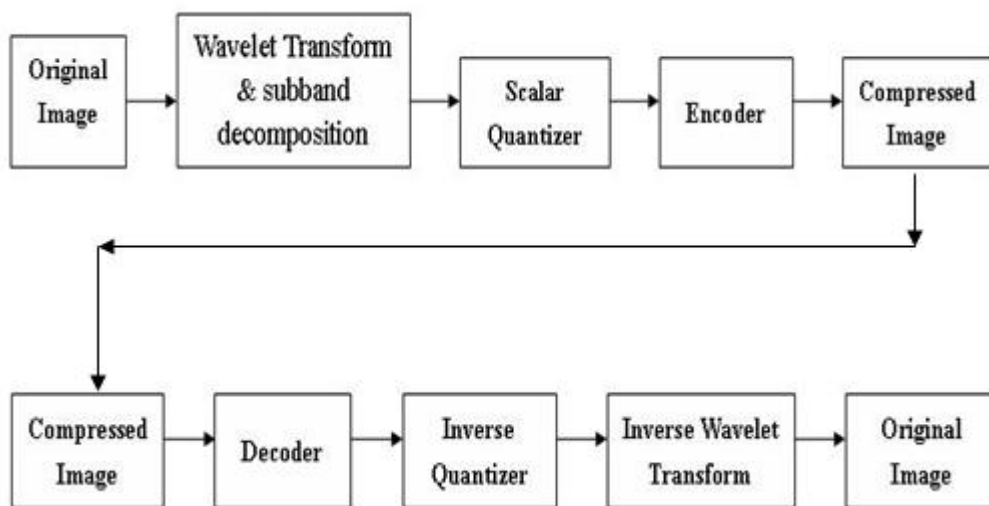 Original
Image
Wavelet Transform
& subband
decomposition
Scalar
Quantizer
Encoder
Compressed
Image
Compressed
Image
Decoder
Inverse
Quantizer
Inverse Wavelet
Transform
Original
Image